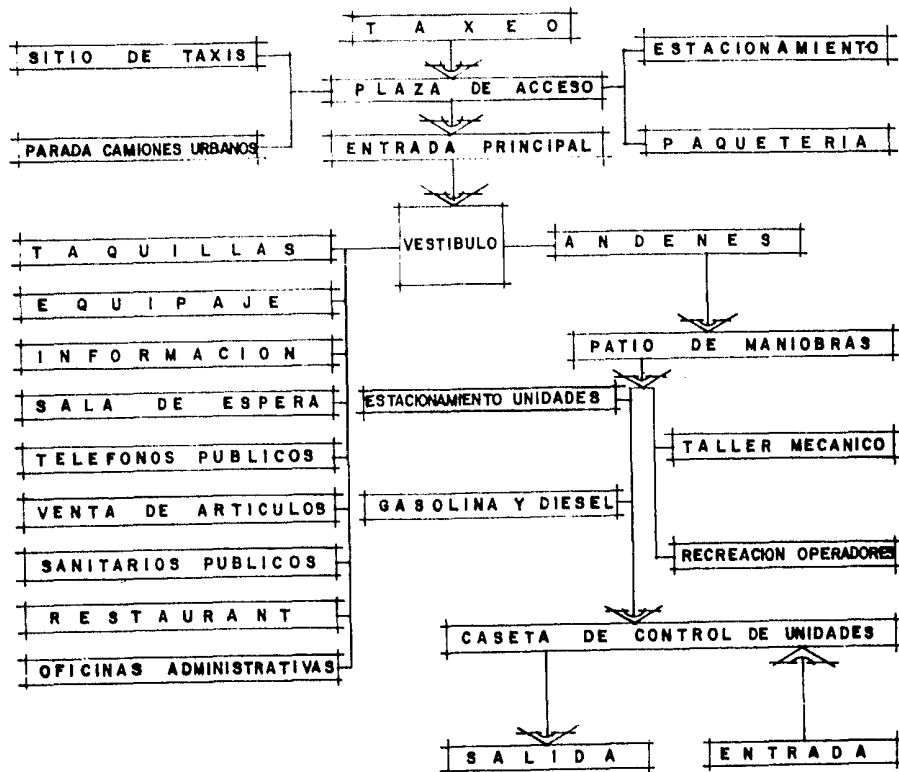 TAXEO
SITIO DE TAXIS
ESTACIONAMIENTO
PLAZA DE ACCESO
PARADA CAMIONES URBANOS
ENTRADA PRINCIPAL
PAQUETERIA
VESTIBULO
ANDENES
TAQUILLAS
EQUIPAJE
INFORMACION
SALA DE ESPERA
TELEFONOS PUBLICOS
VENTA DE ARTICULOS
SANITARIOS PUBLICOS
RESTAURANT
OFICINAS ADMINISTRATIVAS
PATIO DE MANIOBRAS
ESTACIONAMIENTO UNIDADES
TALLER MECANICO
GASOLINA Y DIESEL
RECREACION OPERADORES
CASETA DE CONTROL DE UNIDADES
SALIDA
ENTRADA